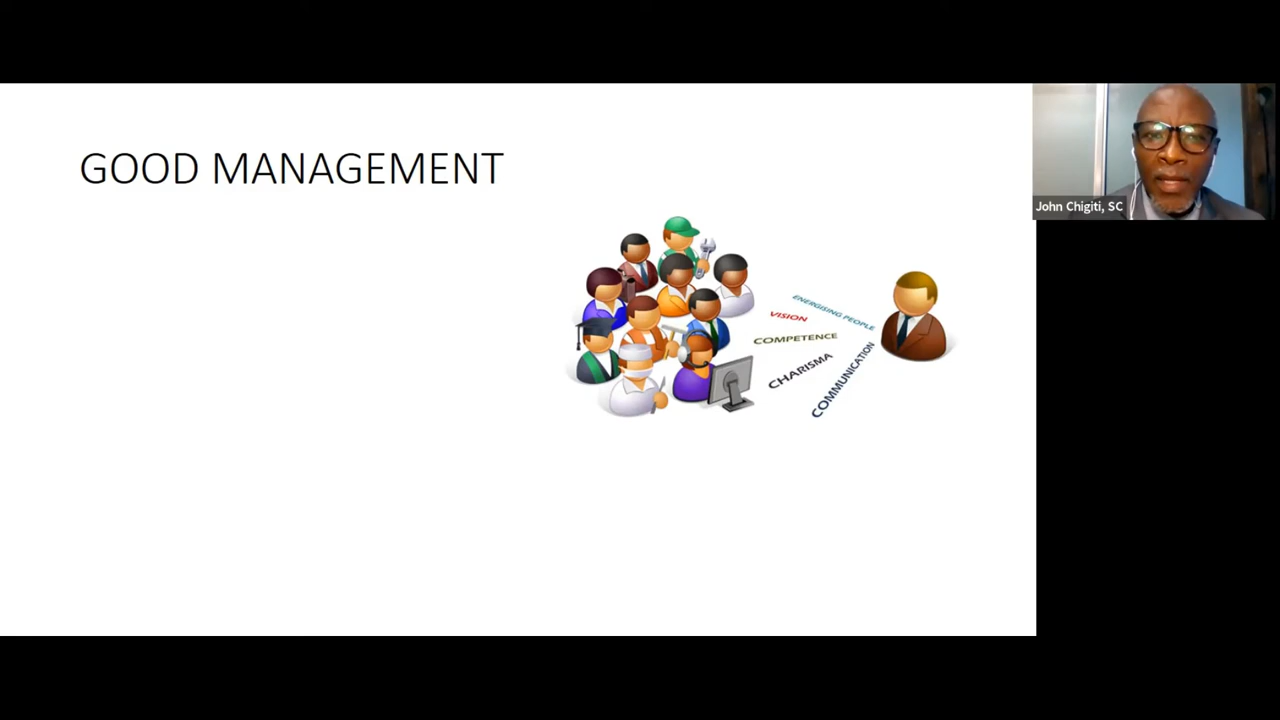 GOOD MANAGEMENT
John Chigiti, SC
ENERGISING PEOPLE
VISION
COMPETENCE
CHARISMA
COMMUNICATION